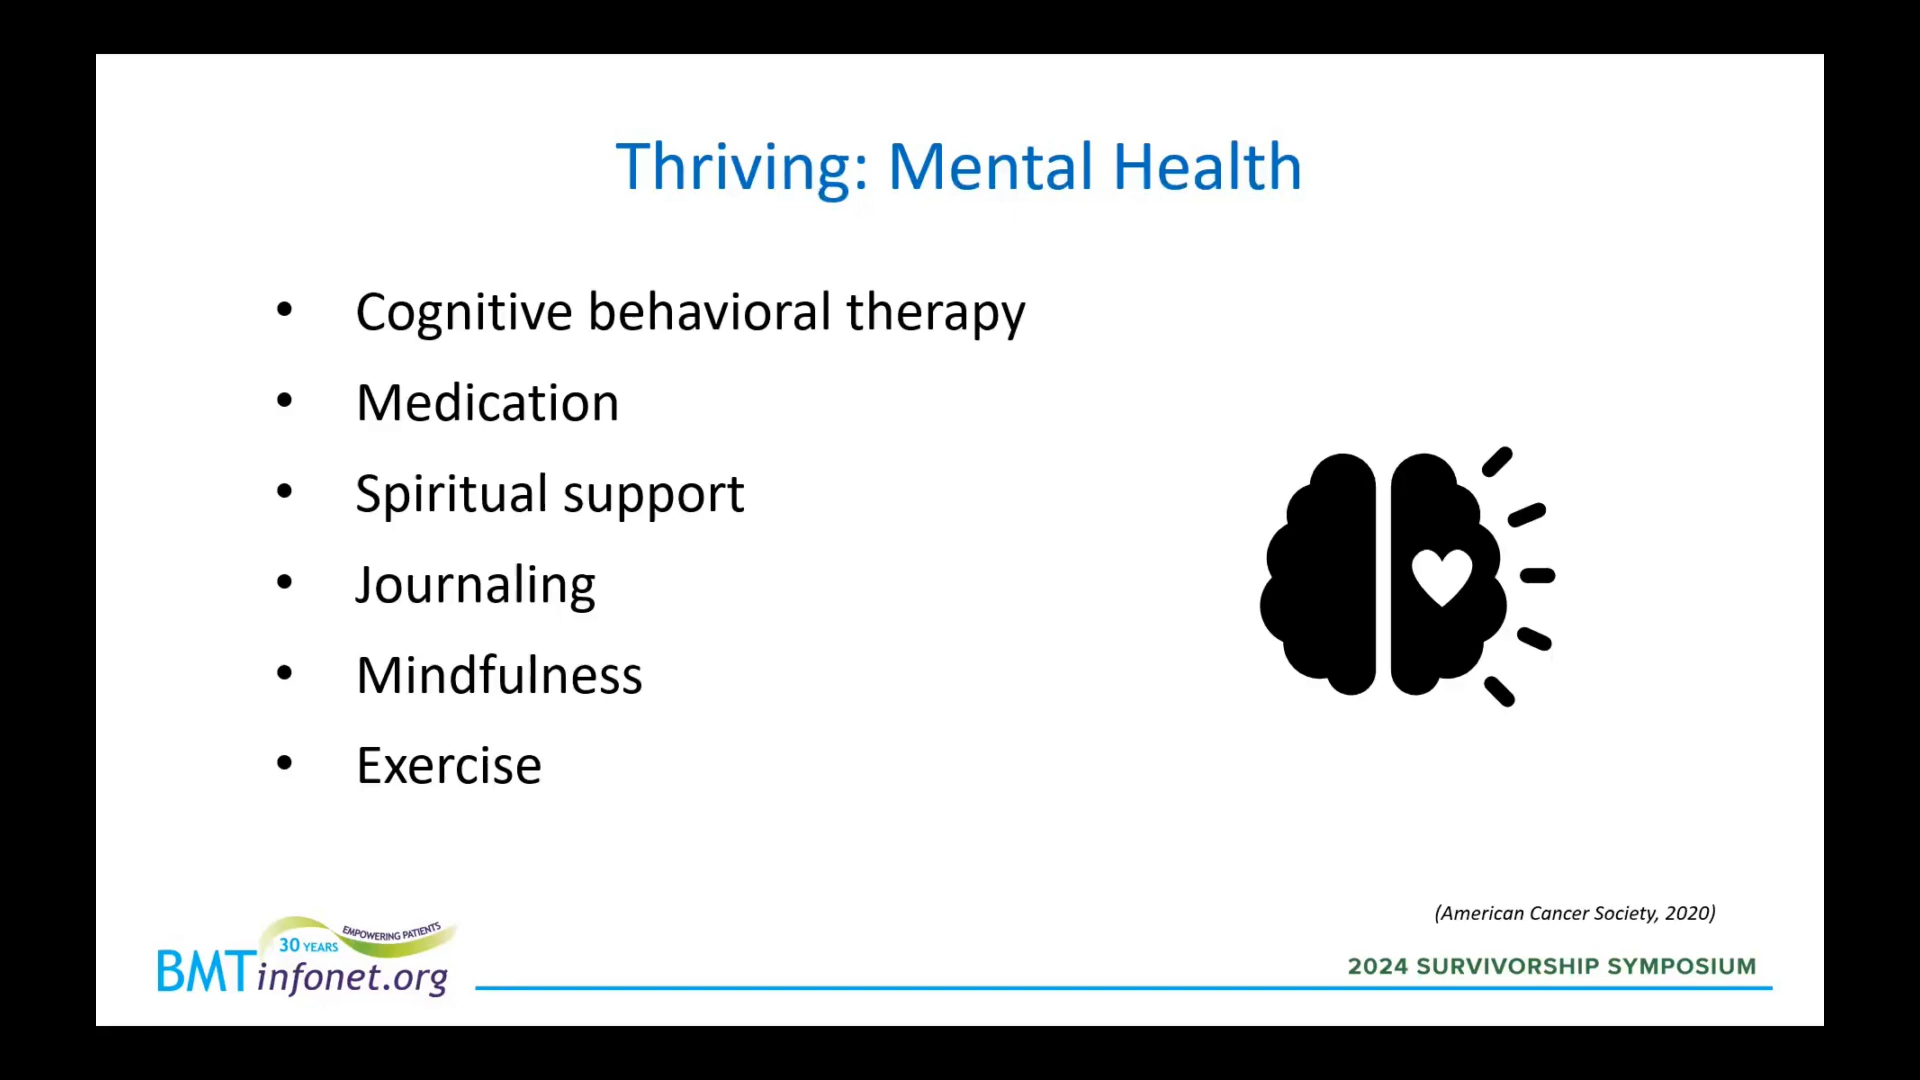 Thriving: Mental Health
• Cognitive behavioral therapy
• Medication
• Spiritual support
• Journaling
• Mindfulness
• Exercise
(American Cancer Society, 2020)
30 YEARS EMPOWERING PATIENTS
BMTinfonet.org
2024 SURVIVORSHIP SYMPOSIUM